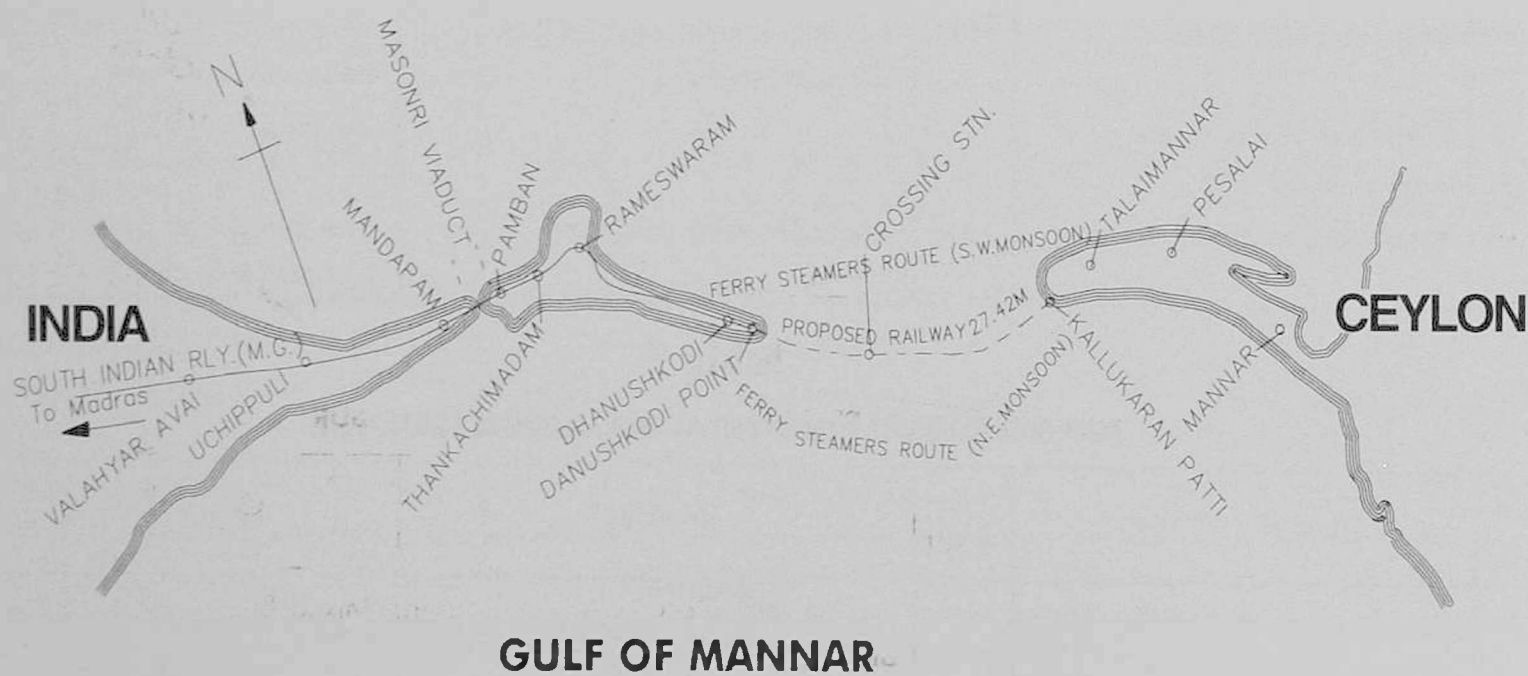 N
MASONRI VIADUCT
MANDAPAM
PAMBAN
RAMESWARAM
CROSSING STN.
TALAIMANNAR
PESALAI
FERRY STEAMERS ROUTE (S.W.MONSOON)
INDIA
CEYLON
PROPOSED RAILWAY 27.42M
SOUTH INDIAN RLY.(M.G.)
To Madras
VALAHYAR AVAI
UCHIPPULI
THANKACHIMADAM
DHANUSHKODI
DANUSHKODI POINT
FERRY STEAMERS ROUTE (N.E.MONSOON)
KALLUKARAN PATTI
MANNAR
GULF OF MANNAR